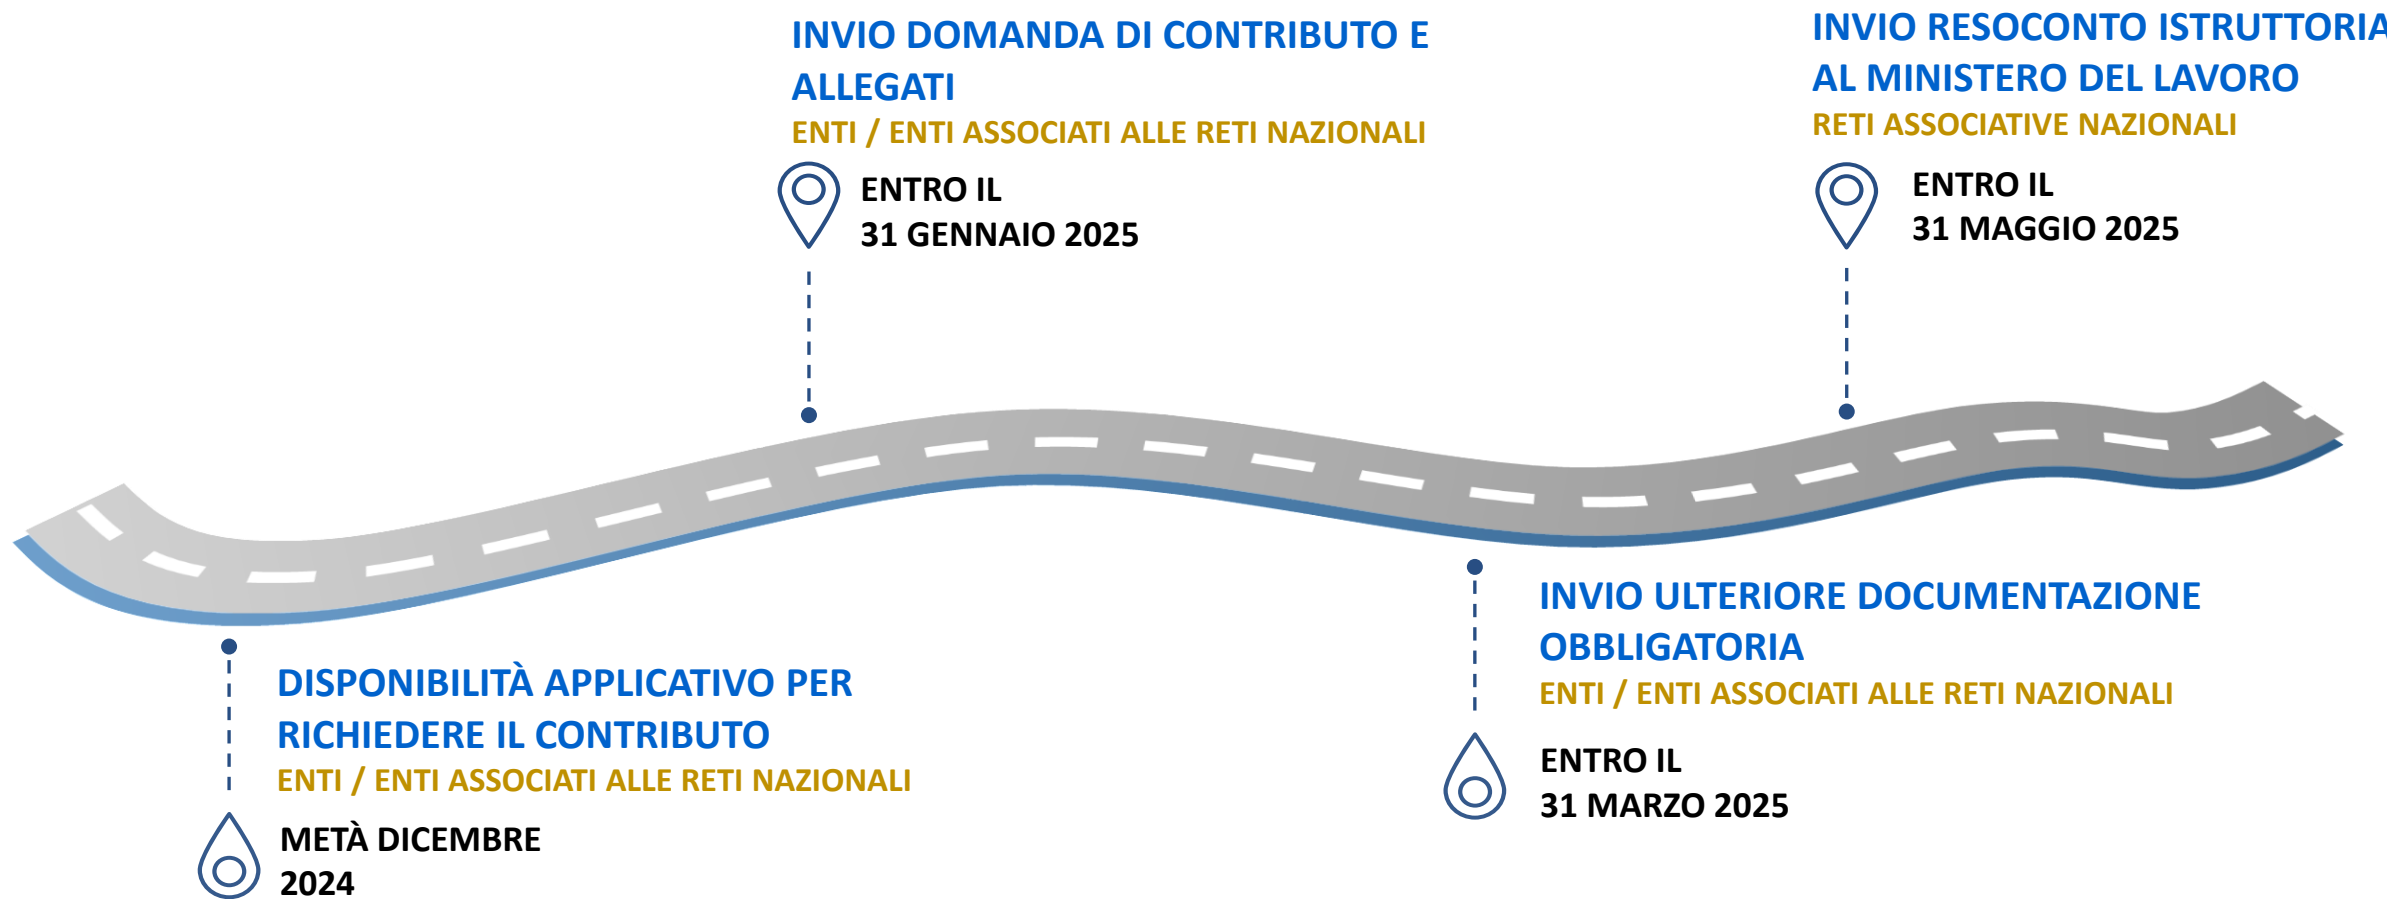 INVIO DOMANDA DI CONTRIBUTO E
ALLEGATI
ENTI / ENTI ASSOCIATI ALLE RETI NAZIONALI
ENTRO IL
31 GENNAIO 2025
INVIO RESOCONTO ISTRUTTORIA
AL MINISTERO DEL LAVORO
RETI ASSOCIATIVE NAZIONALI
ENTRO IL
31 MAGGIO 2025
DISPONIBILITÀ APPLICATIVO PER
RICHIEDERE IL CONTRIBUTO
ENTI / ENTI ASSOCIATI ALLE RETI NAZIONALI
METÀ DICEMBRE
2024
INVIO ULTERIORE DOCUMENTAZIONE
OBBLIGATORIA
ENTI / ENTI ASSOCIATI ALLE RETI NAZIONALI
ENTRO IL
31 MARZO 2025